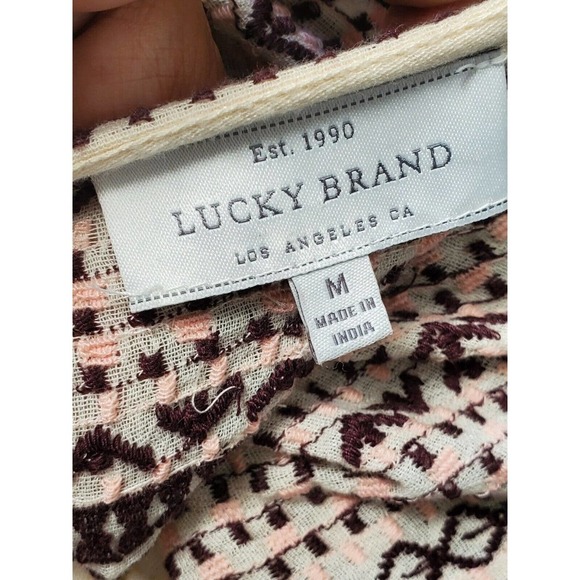 Est. 1990
LUCKY BRAND
LOS ANGELES CA
M
MADE IN
INDIA